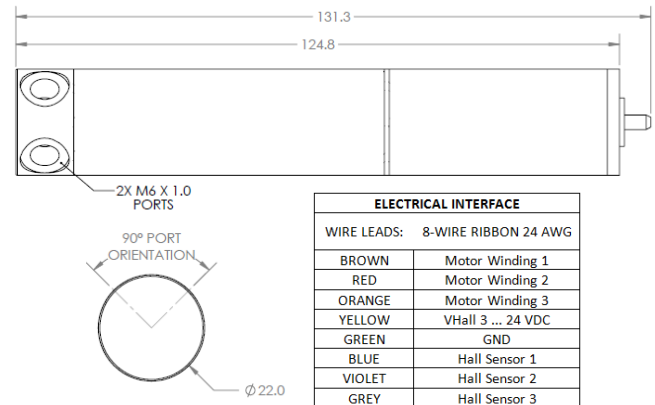 131.3
124.8
2X M6 X 1.0
PORTS
90° PORT
ORIENTATION
Ø22.0
ELECTRICAL INTERFACE
WIRE LEADS: 8-WIRE RIBBON 24 AWG
BROWN Motor Winding 1
RED Motor Winding 2
ORANGE Motor Winding 3
YELLOW VHall 3 ... 24 VDC
GREEN GND
BLUE Hall Sensor 1
VIOLET Hall Sensor 2
GREY Hall Sensor 3